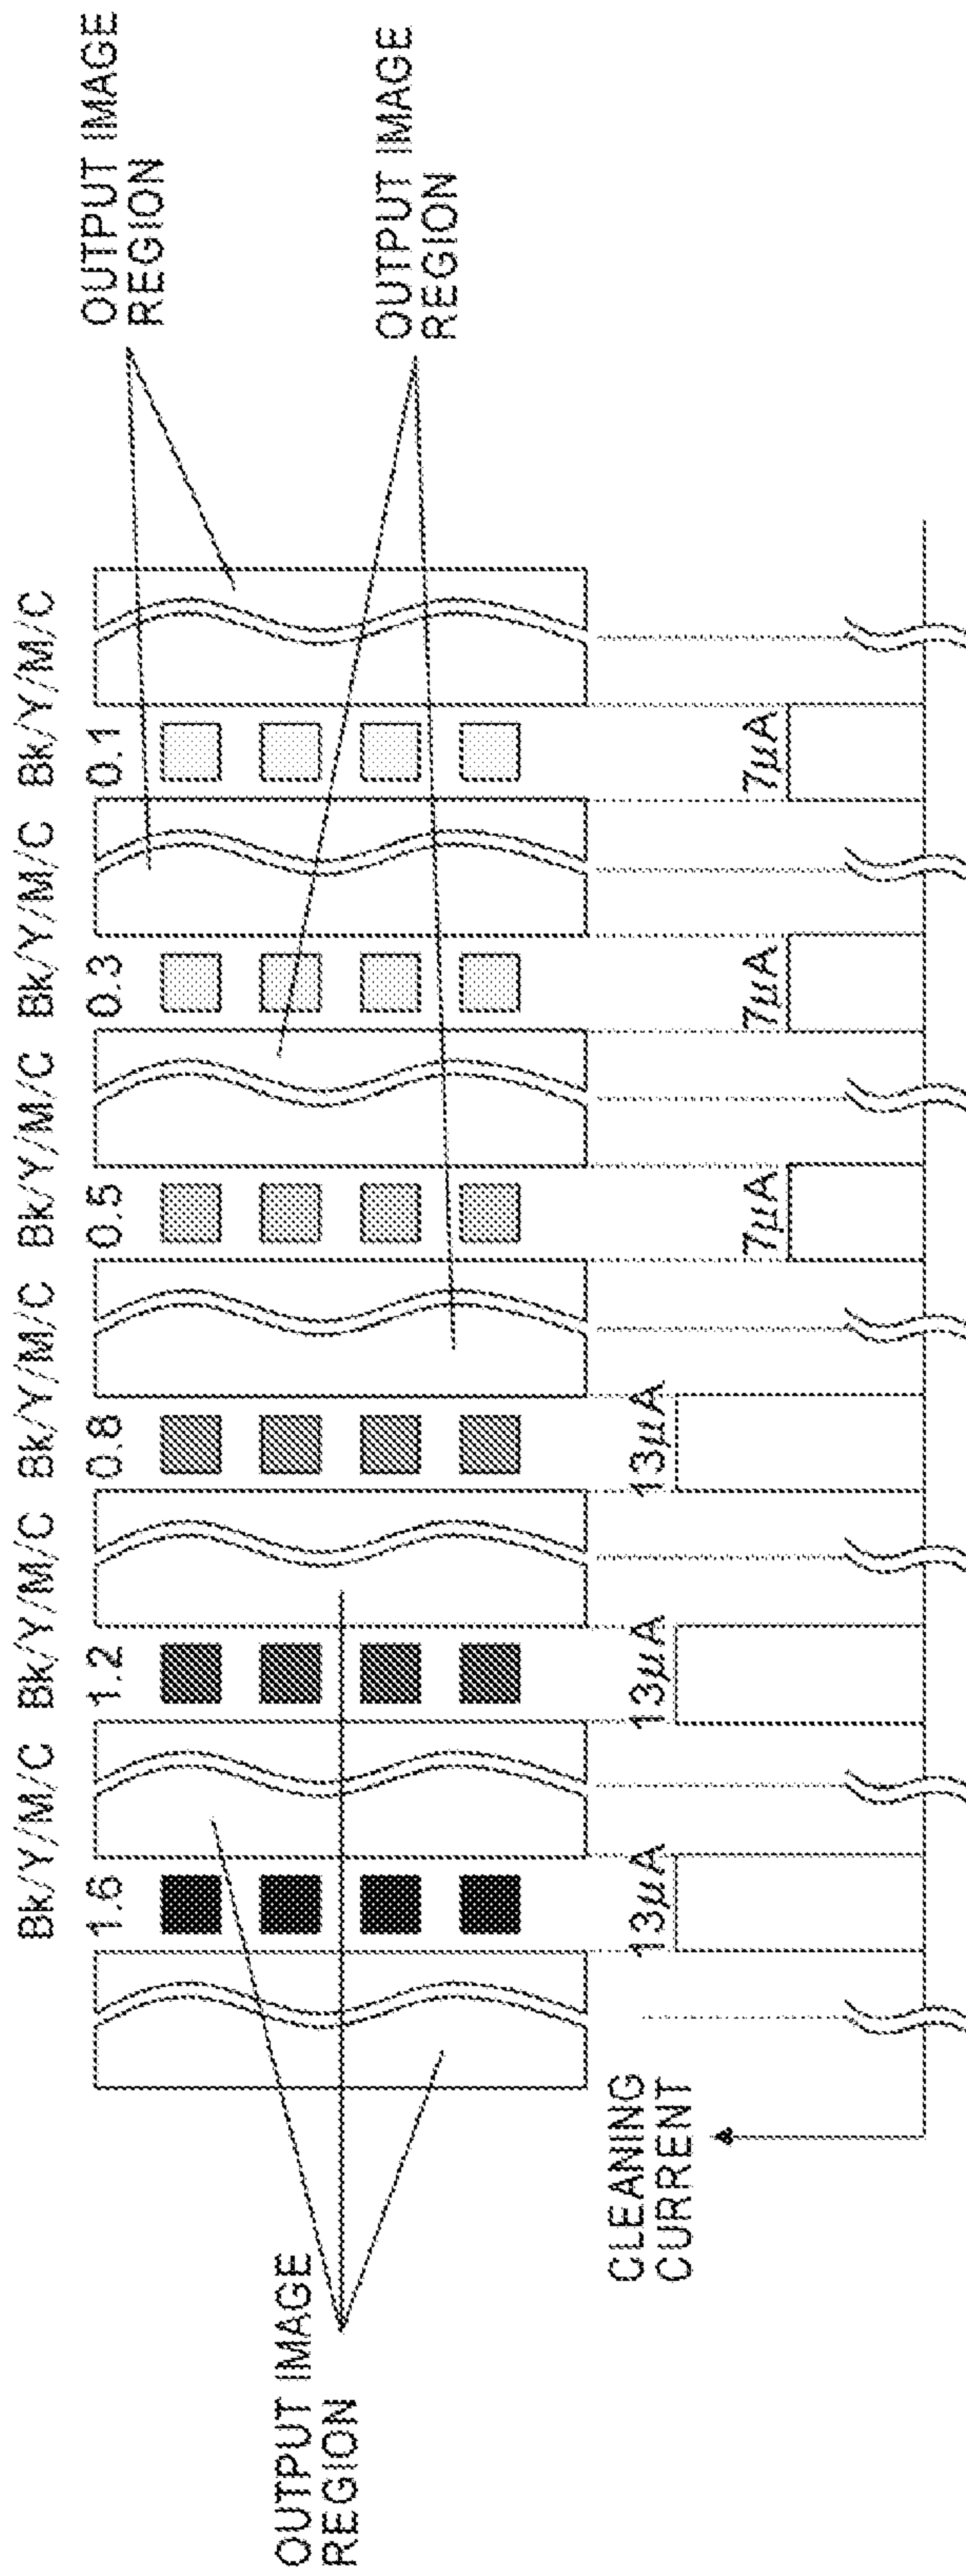 Bk/Y/M/C Bk/Y/M/C Bk/Y/M/C Bk/Y/M/C Bk/Y/M/C Bk/Y/M/C
1.6 1.2 0.8 0.5 0.3 0.1
OUTPUT IMAGE
REGION
OUTPUT IMAGE
REGION
OUTPUT IMAGE
REGION
CLEANING
CURRENT
13μA 13μA 13μA 7μA 7μA 7μA